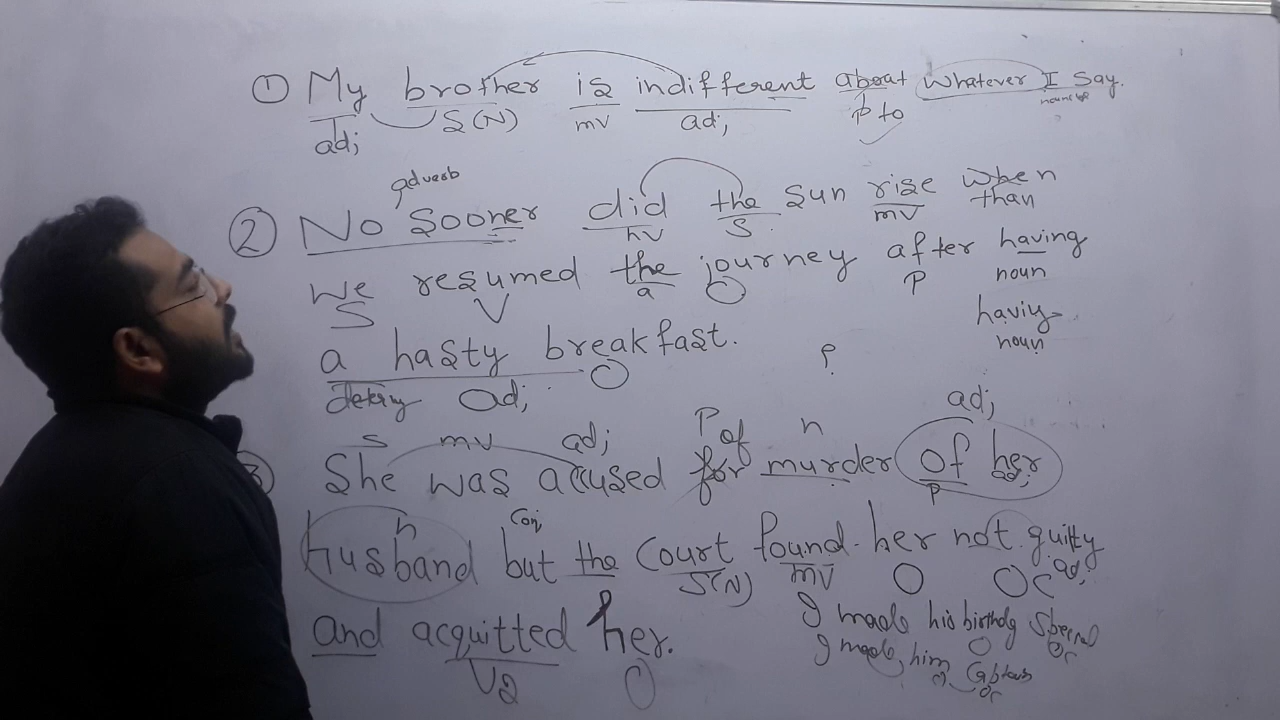 ① My brother is indifferent about whatever I say.
adj S(N) mv adj p to
adverb
② No sooner did the sun rise when
hv S mv than
we resumed the journey after having
S V a O P noun
having
noun
a hasty breakfast.
adj O
adj
S mv adj P of n
She was accused for murder of her
p adj
n conj
husband but the court found her not guilty
S(N) mv O OC adj
and acquitted her.
V2 O
I made his birthday special
O OC
I made him
O OC